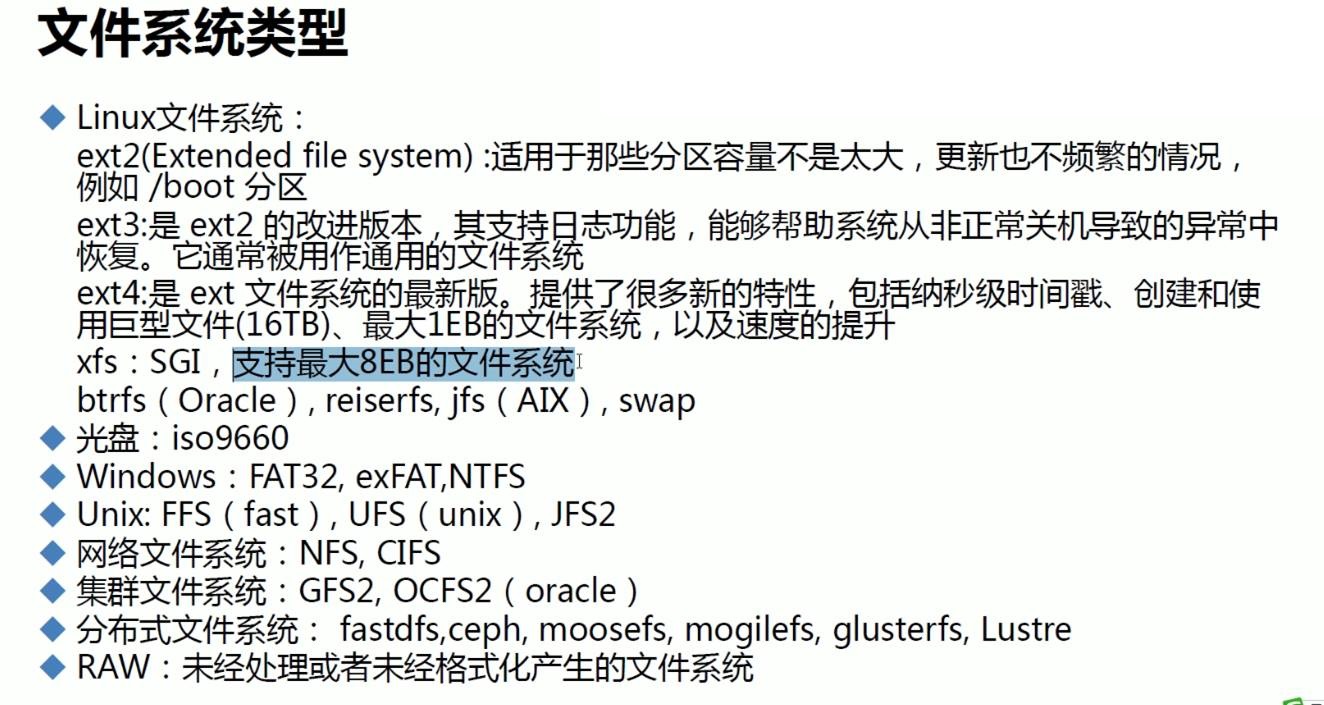 文件系统类型
Linux文件系统：
ext2(Extended file system) :适用于那些分区容量不是太大，更新也不频繁的情况，
例如 /boot 分区
ext3:是 ext2 的改进版本，其支持日志功能，能够帮助系统从非正常关机导致的异常中
恢复。它通常被用作通用的文件系统
ext4:是 ext 文件系统的最新版。提供了很多新的特性，包括纳秒级时间戳、创建和使
用巨型文件(16TB)、最大1EB的文件系统，以及速度的提升
xfs：SGI，支持最大8EB的文件系统
btrfs（Oracle）, reiserfs, jfs（AIX）, swap
光盘：iso9660
Windows：FAT32, exFAT,NTFS
Unix: FFS（fast）, UFS（unix）, JFS2
网络文件系统：NFS, CIFS
集群文件系统：GFS2, OCFS2（oracle）
分布式文件系统： fastdfs,ceph, moosefs, mogilefs, glusterfs, Lustre
RAW：未经处理或者未经格式化产生的文件系统